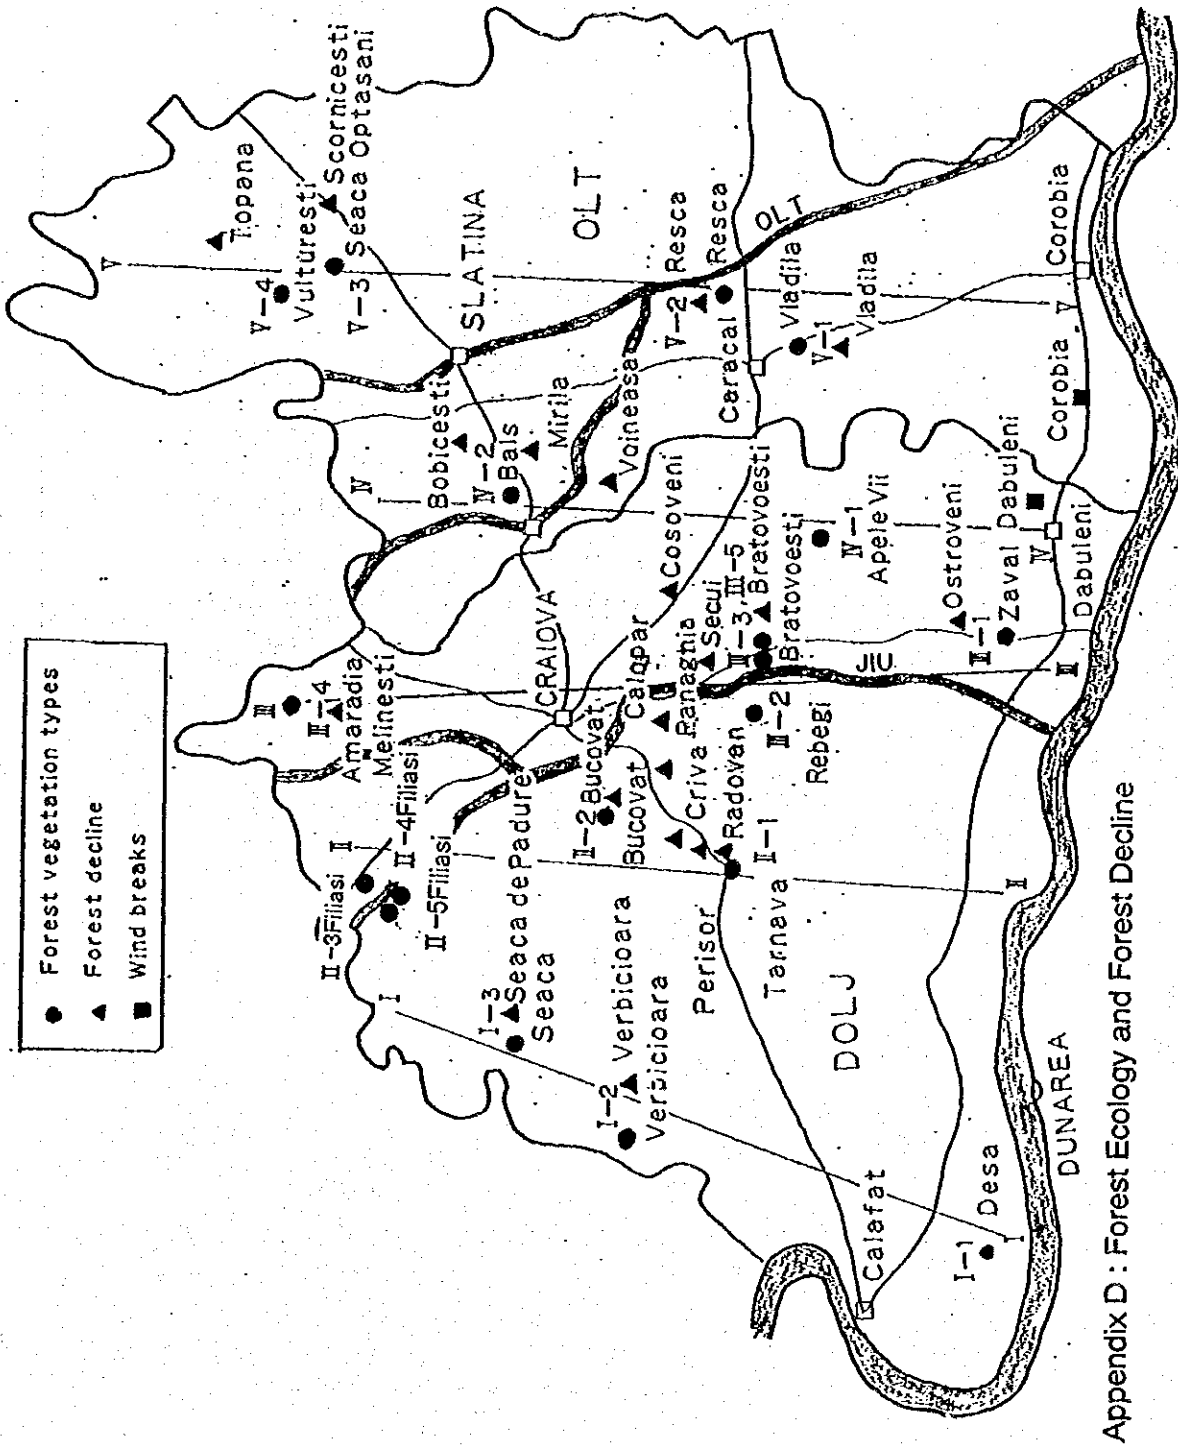 Forest vegetation types
Forest decline
Wind breaks
V
Topana
V-4
Vulturesti
Scornicesti
V-3 Seaca Optasani
SLATINA
OLT
III
III-4
Amaradia
Melinesti
II
II-3Filiasi
II-4Filiasi
II-5Filiasi
I
IV
Bobicesti
IV-2
Bals
Mirila
Voineasa
CRAIOVA
I-3
Seaca de Padure
Seaca
II-2 Bucovat
Bucovat
Calopar
Cosoveni
V-2 Resca
Resca
Caracal
OLT
I-2
Verbicioara
Verbicioara
Criva
Panagnia
Secui
III-3, III-5
Bratovoesti
Bratovoesti
Vladila
V-1
Vladila
Perisor
Radovan
II-1
Tarnava
III-2
Rebegi
JIU
IV-1
Apele Vii
DOLJ
Ostroveni
III-1
Zaval
Dabuleni
Corobia
V
Corobia
Calafat
I-1
Desa
I
II
III
IV
Dabuleni
DUNAREA
Appendix D : Forest Ecology and Forest Decline